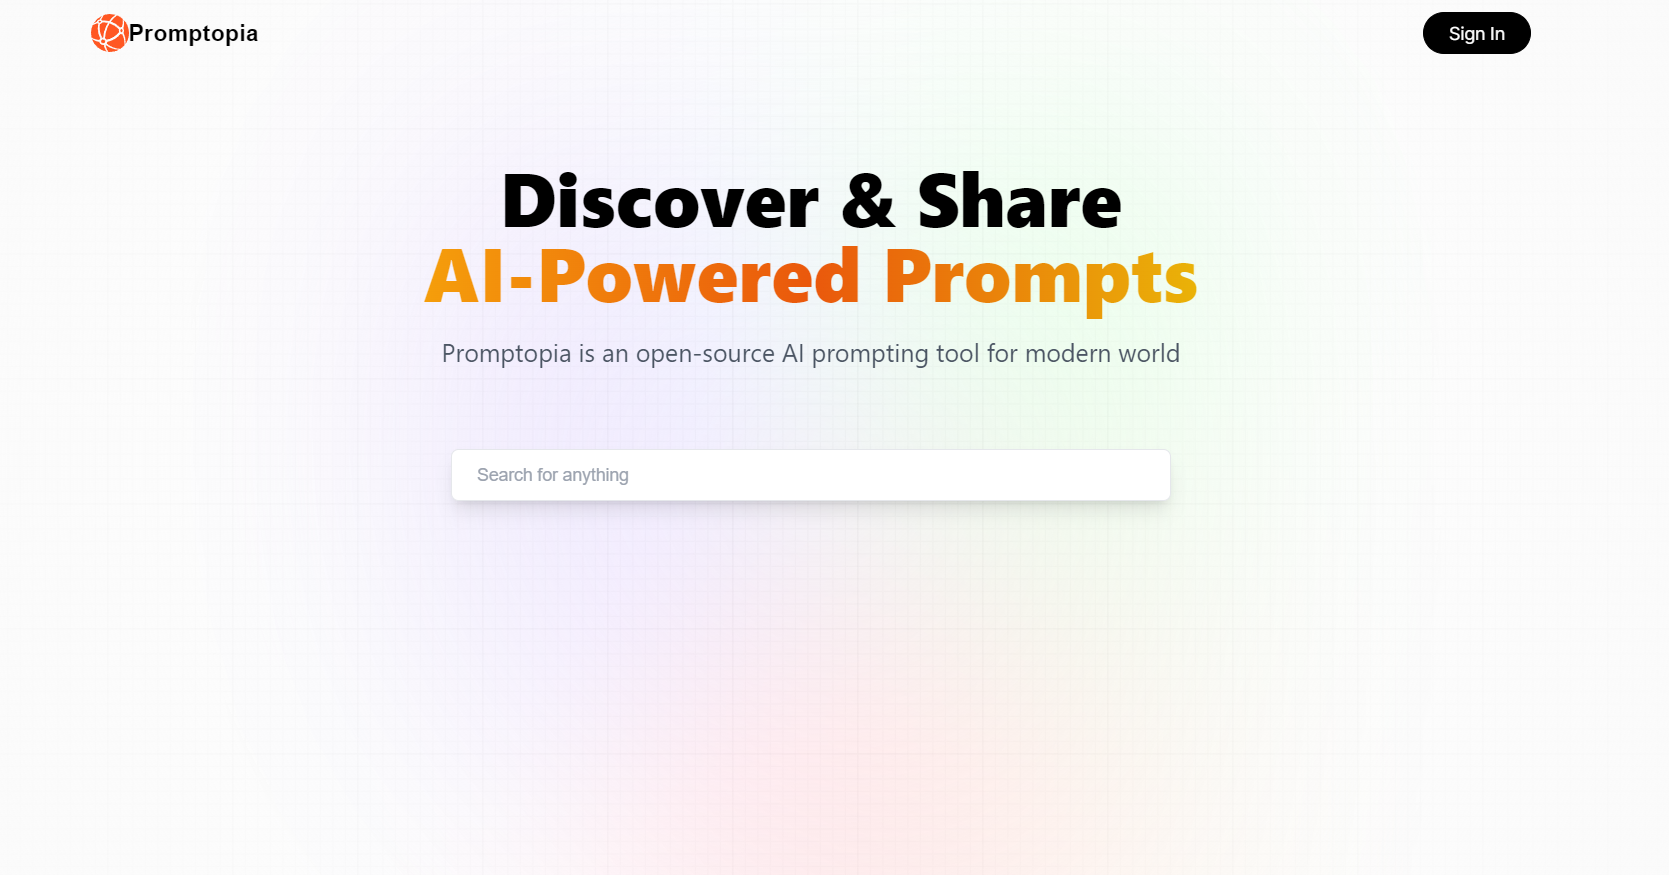 Promptopia
Sign In
Discover & Share
AI-Powered Prompts
Promptopia is an open-source AI prompting tool for modern world
Search for anything